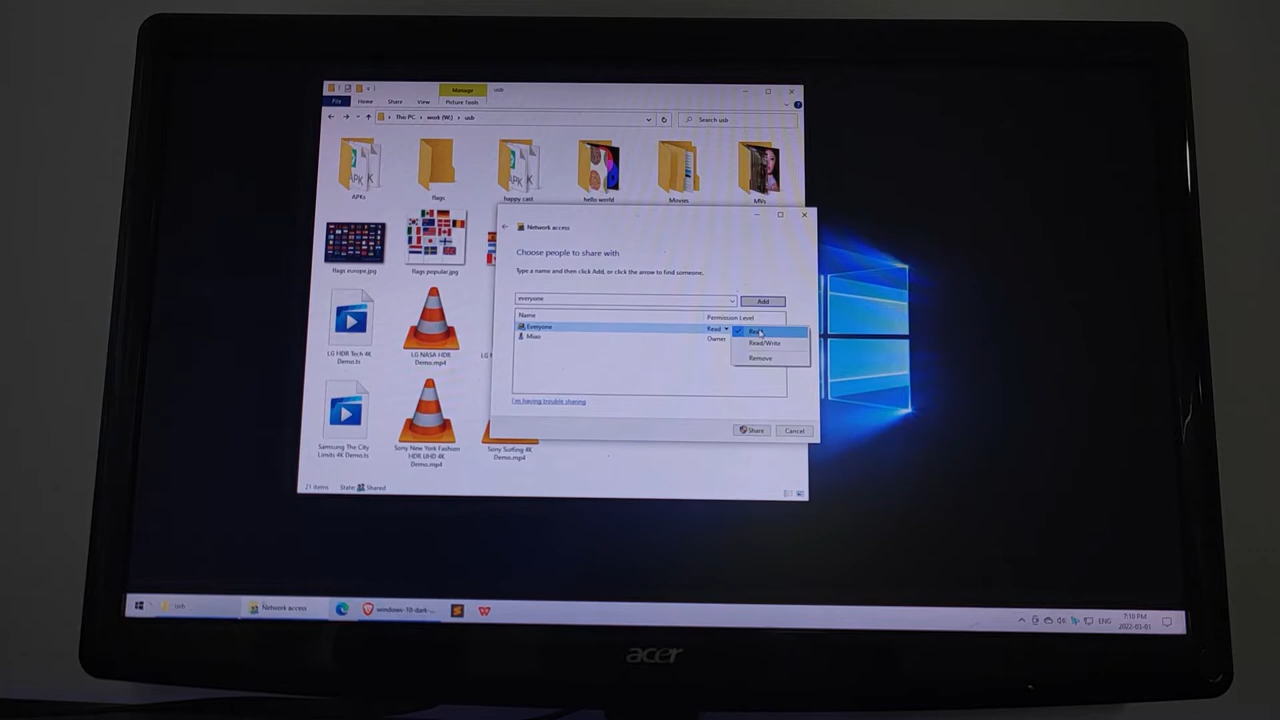 Manage
usb
File
Home
Share
View
Picture Tools
This PC
work (W:)
usb
Search usb
APKs
flags
happy cast
hello world
Movies
MVs
flags europe.jpg
flags popular.jpg
LG HDR Tech 4K
Demo.ts
LG NASA HDR
Demo.mp4
Samsung The City
Limits 4K Demo.ts
Sony New York Fashion
HDR UHD 4K
Demo.mp4
Sony Surfing 4K
Demo.mp4
21 items
State:
Shared
Network access
Choose people to share with
Type a name and then click Add, or click the arrow to find someone.
everyone
Add
Name
Permission Level
Everyone
Read
Miao
Owner
Read
Read/Write
Remove
I'm having trouble sharing
Share
Cancel
usb
Network access
windows-10-dark-...
ENG
7:10 PM
2022-03-01
acer